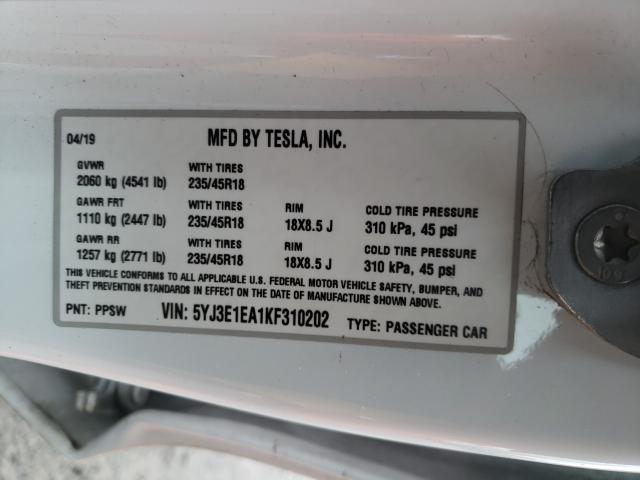 04/19 MFD BY TESLA, INC.
GVWR WITH TIRES
2060 kg (4541 lb) 235/45R18
GAWR FRT WITH TIRES RIM COLD TIRE PRESSURE
1110 kg (2447 lb) 235/45R18 18X8.5 J 310 kPa, 45 psi
GAWR RR WITH TIRES RIM COLD TIRE PRESSURE
1257 kg (2771 lb) 235/45R18 18X8.5 J 310 kPa, 45 psi
THIS VEHICLE CONFORMS TO ALL APPLICABLE U.S. FEDERAL MOTOR VEHICLE SAFETY, BUMPER, AND
THEFT PREVENTION STANDARDS IN EFFECT ON THE DATE OF MANUFACTURE SHOWN ABOVE.
PNT: PPSW VIN: 5YJ3E1EA1KF310202 TYPE: PASSENGER CAR
10.9